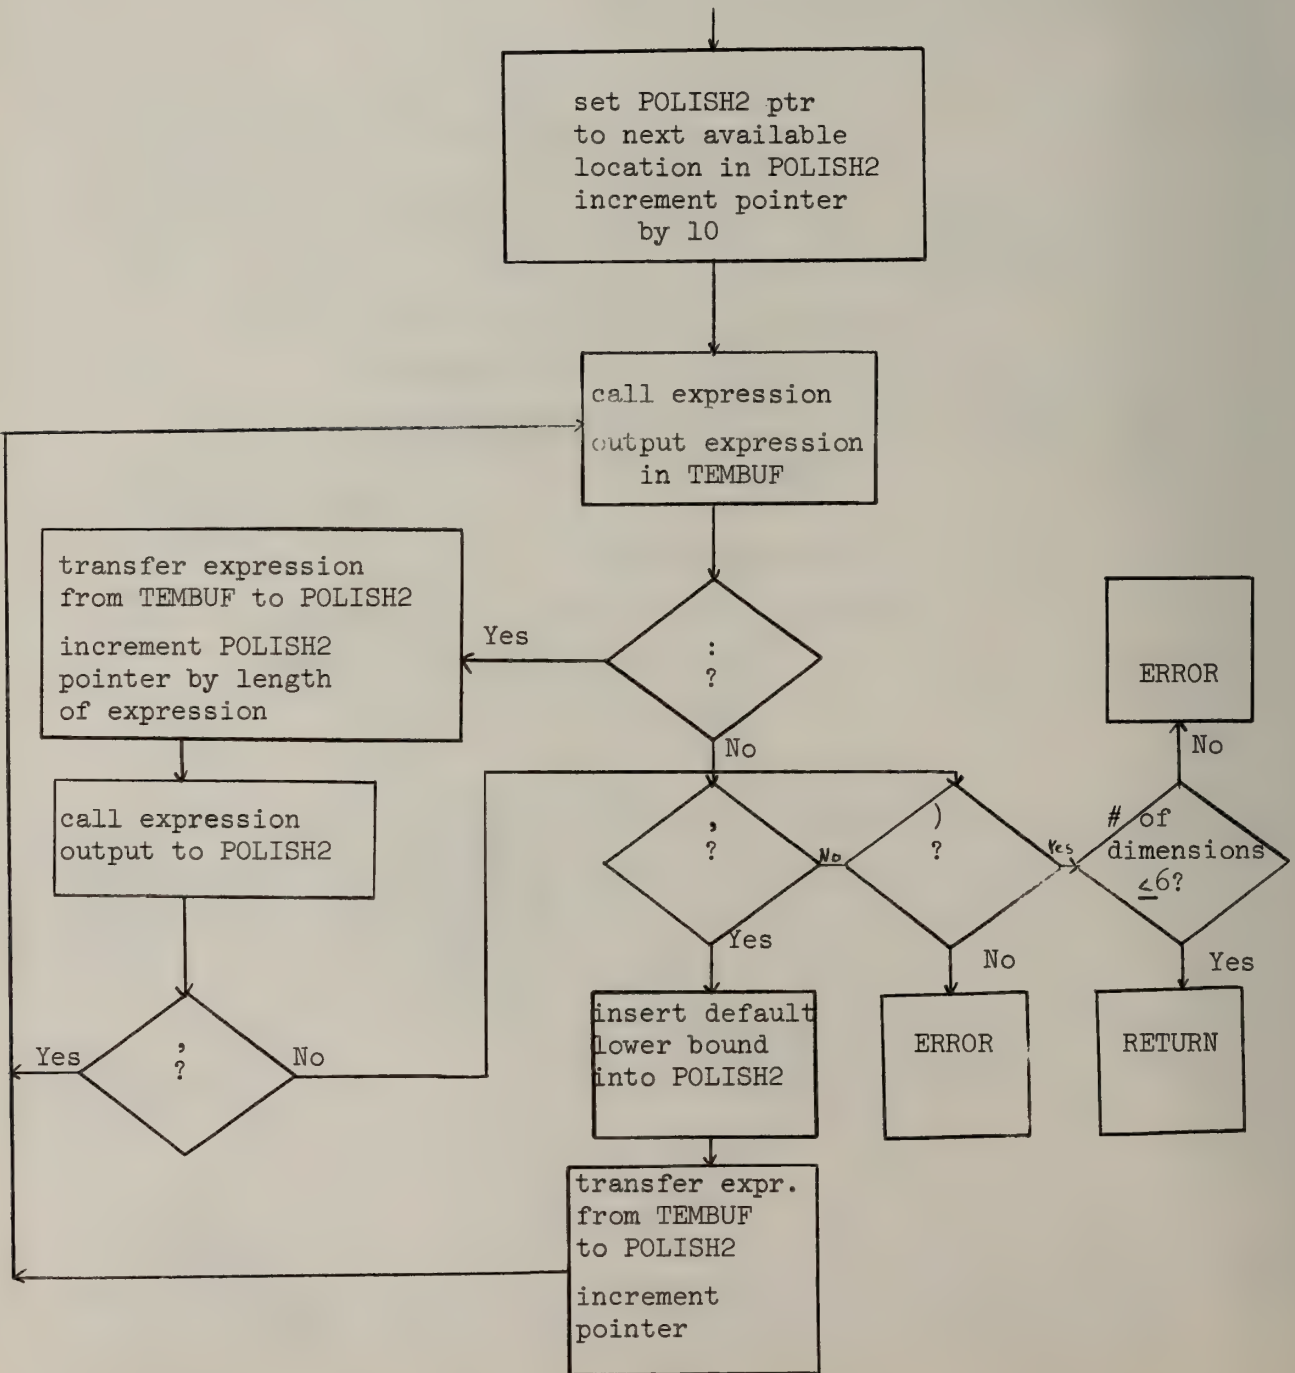 set POLISH2 ptr
to next available
location in POLISH2
increment pointer
by 10
call expression
output expression
in TEMBUF
transfer expression
from TEMBUF to POLISH2
increment POLISH2
pointer by length
of expression
Yes
:
?
No
ERROR
No
call expression
output to POLISH2
,
?
No
)
?
Yes
# of
dimensions
≤6?
Yes
No
Yes
Yes
,
?
No
insert default
lower bound
into POLISH2
ERROR
RETURN
transfer expr.
from TEMBUF
to POLISH2
increment
pointer